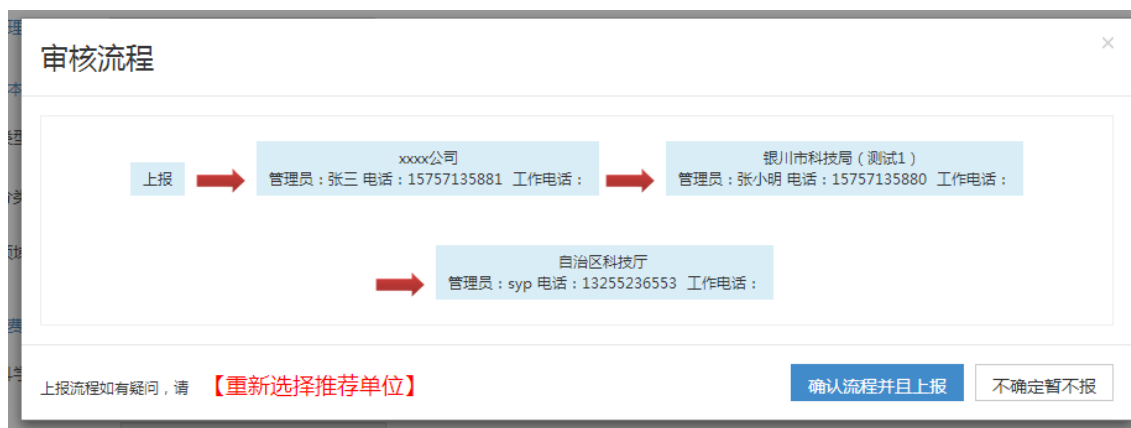 审核流程
×
上报
xxxx公司
管理员：张三 电话：15757135881 工作电话：
银川市科技局（测试1）
管理员：张小明 电话：15757135880 工作电话：
自治区科技厅
管理员：syp 电话：13255236553 工作电话：
上报流程如有疑问，请 【重新选择推荐单位】
确认流程并且上报
不确定暂不报